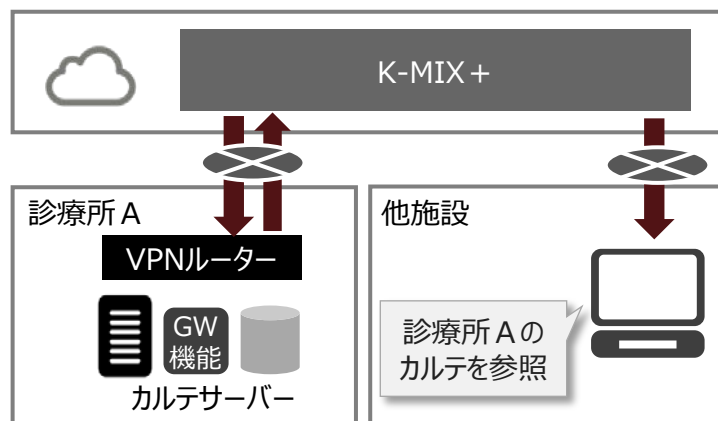 K-MIX＋
診療所Ａ
VPNルーター
GW
機能
カルテサーバー
他施設
診療所Ａの
カルテを参照